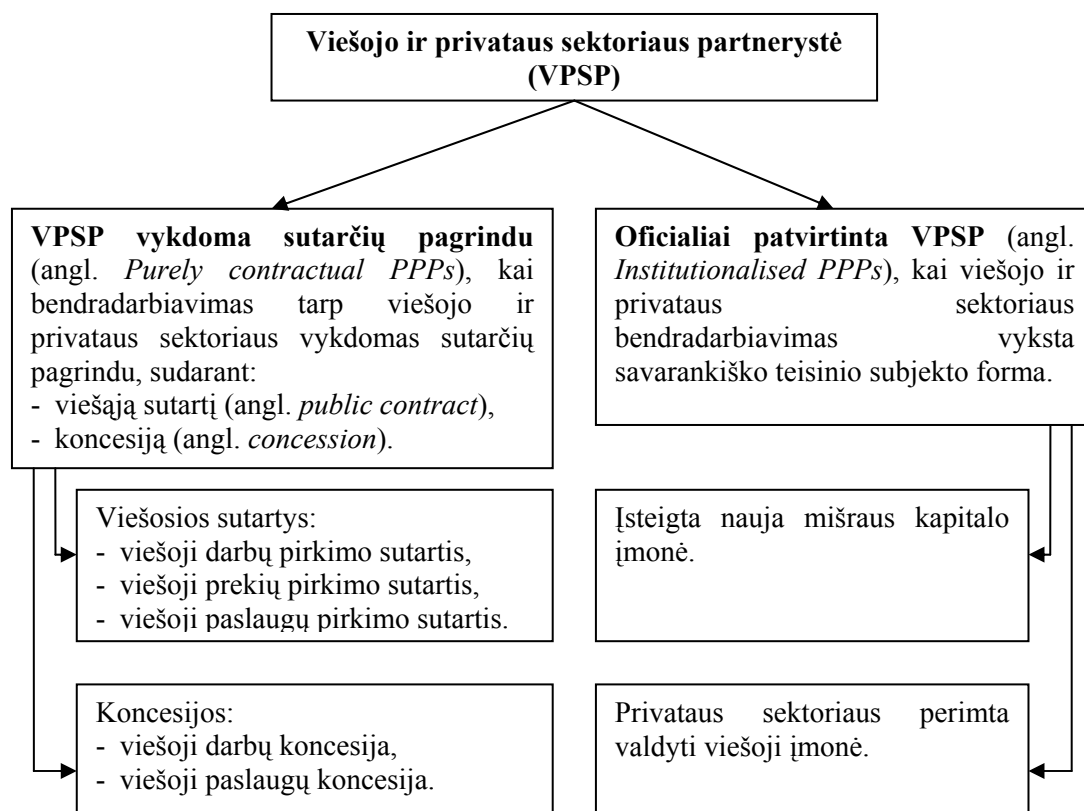 Viešojo ir privataus sektoriaus partnerystė
(VPSP)
VPSP vykdoma sutarčių pagrindu
(angl. Purely contractual PPPs), kai
bendradarbiavimas tarp viešojo ir
privataus sektoriaus vykdomas sutarčių
pagrindu, sudarant:
- viešąją sutartį (angl. public contract),
- koncesiją (angl. concession).
Oficialiai patvirtinta VPSP (angl.
Institutionalised PPPs), kai viešojo ir
privataus sektoriaus
bendradarbiavimas vyksta
savarankiško teisinio subjekto forma.
Viešosios sutartys:
- viešoji darbų pirkimo sutartis,
- viešoji prekių pirkimo sutartis,
- viešoji paslaugų pirkimo sutartis.
Įsteigta nauja mišraus kapitalo
įmonė.
Koncesijos:
- viešoji darbų koncesija,
- viešoji paslaugų koncesija.
Privataus sektoriaus perimta
valdyti viešoji įmonė.